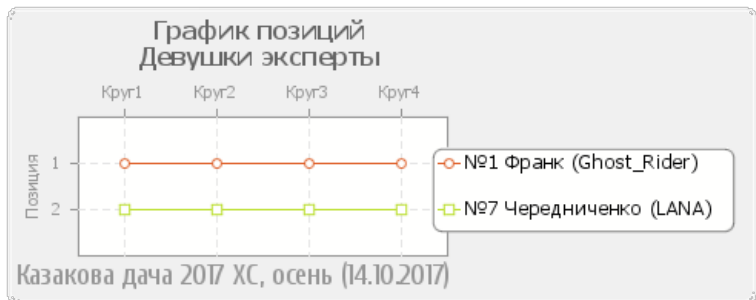 График позиций
Девушки эксперты
Круг1 Круг2 Круг3 Круг4
Позиция
1
2
№1 Франк (Ghost_Rider)
№7 Чередниченко (LANA)
Казакова дача 2017 XC, осень (14.10.2017)